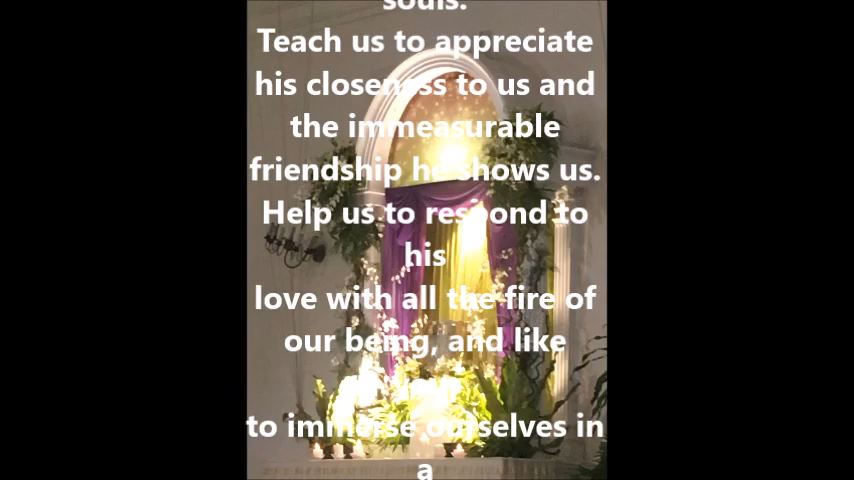 souls.
Teach us to appreciate
his closeness to us and
the immeasurable
friendship he shows us.
Help us to respond to
his
love with all the fire of
our being, and like
you,
to immerse ourselves in
a